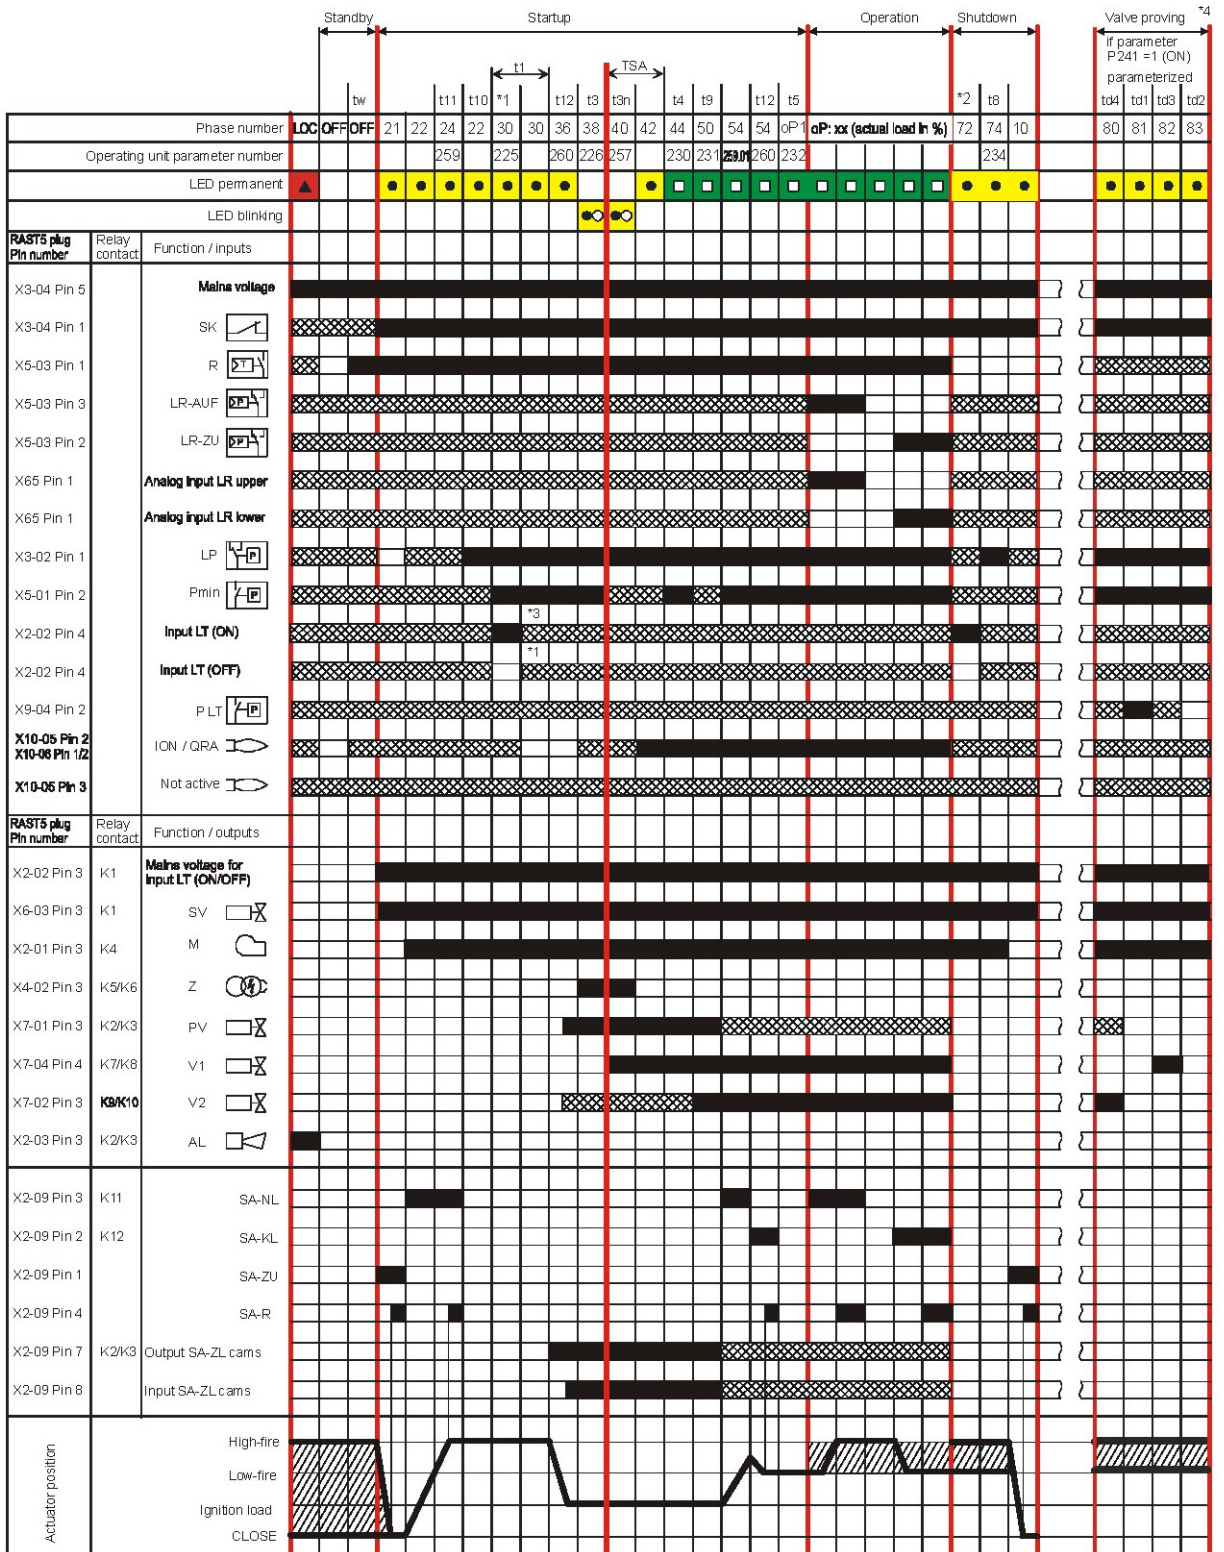 Standby Startup Operation Shutdown Valve proving *4
if parameter
P241 =1 (ON)
parameterized
t1 TSA
tw t11 t10 *1 t12 t3 t3n t4 t9 t12 t5 *2 t8 td4 td1 td3 td2
Phase number LOC OFF OFF 21 22 24 22 30 30 36 38 40 42 44 50 54 54 oP1 oP: xx (actual load in %) 72 74 10 80 81 82 83
Operating unit parameter number 259 225 260 226 257 230 231 259.01 260 232 234
LED permanent
LED blinking
RAST5 plug Pin number Relay contact Function / inputs
X3-04 Pin 5 Mains voltage
X3-04 Pin 1 SK
X5-03 Pin 1 R
X5-03 Pin 3 LR-AUF
X5-03 Pin 2 LR-ZU
X65 Pin 1 Analog input LR upper
X65 Pin 1 Analog input LR lower
X3-02 Pin 1 LP P
X5-01 Pin 2 Pmin P
*3
X2-02 Pin 4 Input LT (ON)
*1
X2-02 Pin 4 Input LT (OFF)
X9-04 Pin 2 P LT P
X10-05 Pin 2
X10-06 Pin 1/2 ION / QRA
X10-05 Pin 3 Not active
RAST5 plug Pin number Relay contact Function / outputs
X2-02 Pin 3 K1 Mains voltage for
Input LT (ON/OFF)
X6-03 Pin 3 K1 SV
X2-01 Pin 3 K4 M
X4-02 Pin 3 K5/K6 Z
X7-01 Pin 3 K2/K3 PV
X7-04 Pin 4 K7/K8 V1
X7-02 Pin 3 K9/K10 V2
X2-03 Pin 3 K2/K3 AL
X2-09 Pin 3 K11 SA-NL
X2-09 Pin 2 K12 SA-KL
X2-09 Pin 1 SA-ZU
X2-09 Pin 4 SA-R
X2-09 Pin 7 K2/K3 Output SA-ZL cams
X2-09 Pin 8 Input SA-ZL cams
Actuator position
High-fire
Low-fire
Ignition load
CLOSE